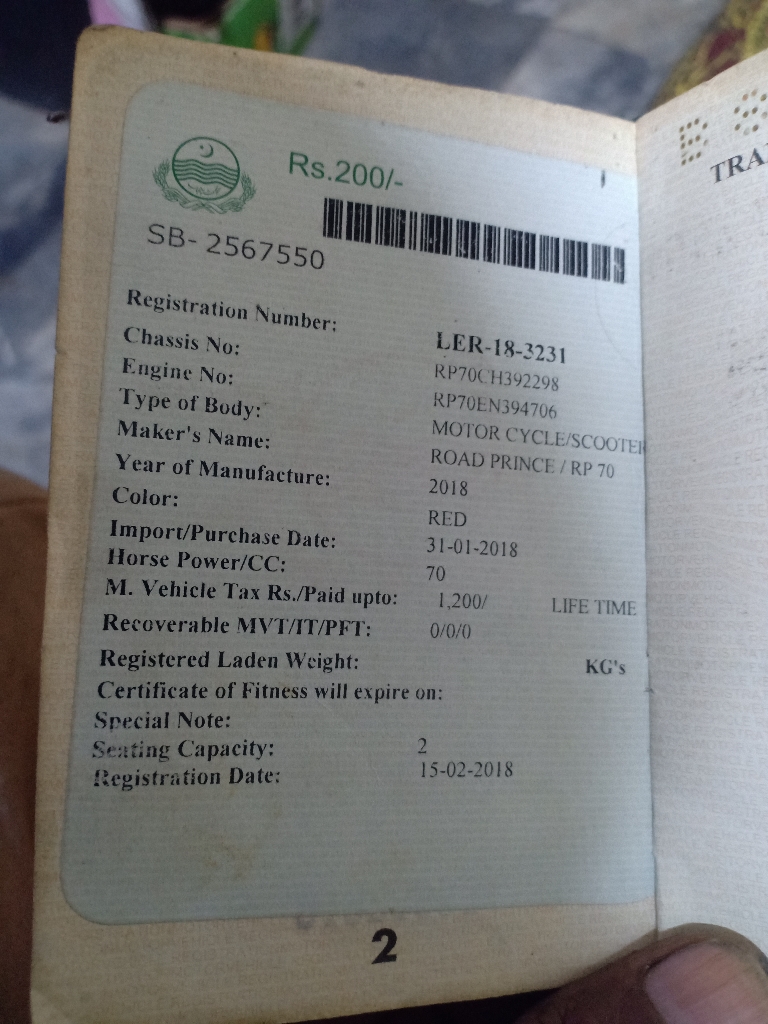 Rs.200/-
SB- 2567550
Registration Number: LER-18-3231
Chassis No: RP70CH392298
Engine No: RP70EN394706
Type of Body: MOTOR CYCLE/SCOOTER
Maker's Name: ROAD PRINCE / RP 70
Year of Manufacture: 2018
Color: RED
Import/Purchase Date: 31-01-2018
Horse Power/CC: 70
M. Vehicle Tax Rs./Paid upto: 1,200/ LIFE TIME
Recoverable MVT/IT/PFT: 0/0/0
Registered Laden Weight: KG's
Certificate of Fitness will expire on:
Special Note:
Seating Capacity: 2
Registration Date: 15-02-2018
2
TRA